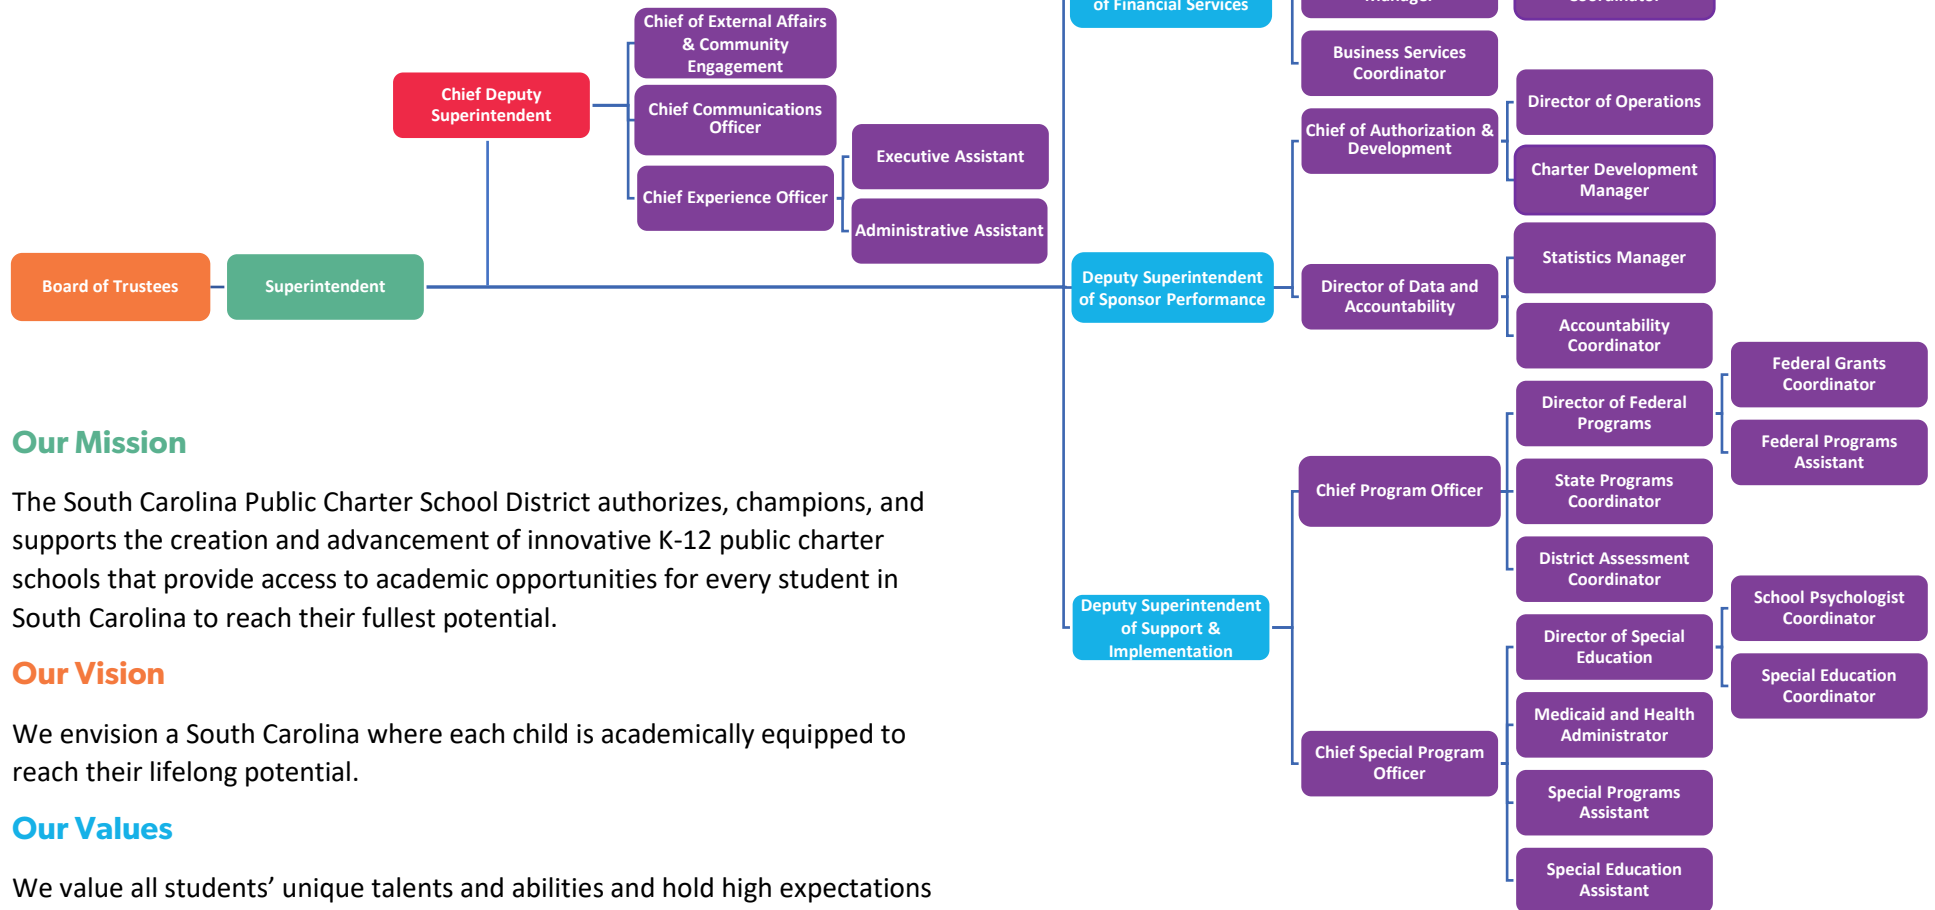 of Financial Services
Manager
Coordinator
Business Services
Coordinator
Chief of External Affairs
& Community
Engagement
Chief Deputy
Superintendent
Chief Communications
Officer
Chief Experience Officer
Executive Assistant
Administrative Assistant
Chief of Authorization &
Development
Director of Operations
Charter Development
Manager
Board of Trustees
Superintendent
Deputy Superintendent
of Sponsor Performance
Director of Data and
Accountability
Statistics Manager
Accountability
Coordinator
Deputy Superintendent
of Support &
Implementation
Chief Program Officer
Director of Federal
Programs
Federal Grants
Coordinator
Federal Programs
Assistant
State Programs
Coordinator
District Assessment
Coordinator
Chief Special Program
Officer
Director of Special
Education
School Psychologist
Coordinator
Special Education
Coordinator
Medicaid and Health
Administrator
Special Programs
Assistant
Special Education
Assistant
Our Mission
The South Carolina Public Charter School District authorizes, champions, and
supports the creation and advancement of innovative K-12 public charter
schools that provide access to academic opportunities for every student in
South Carolina to reach their fullest potential.
Our Vision
We envision a South Carolina where each child is academically equipped to
reach their lifelong potential.
Our Values
We value all students’ unique talents and abilities and hold high expectations